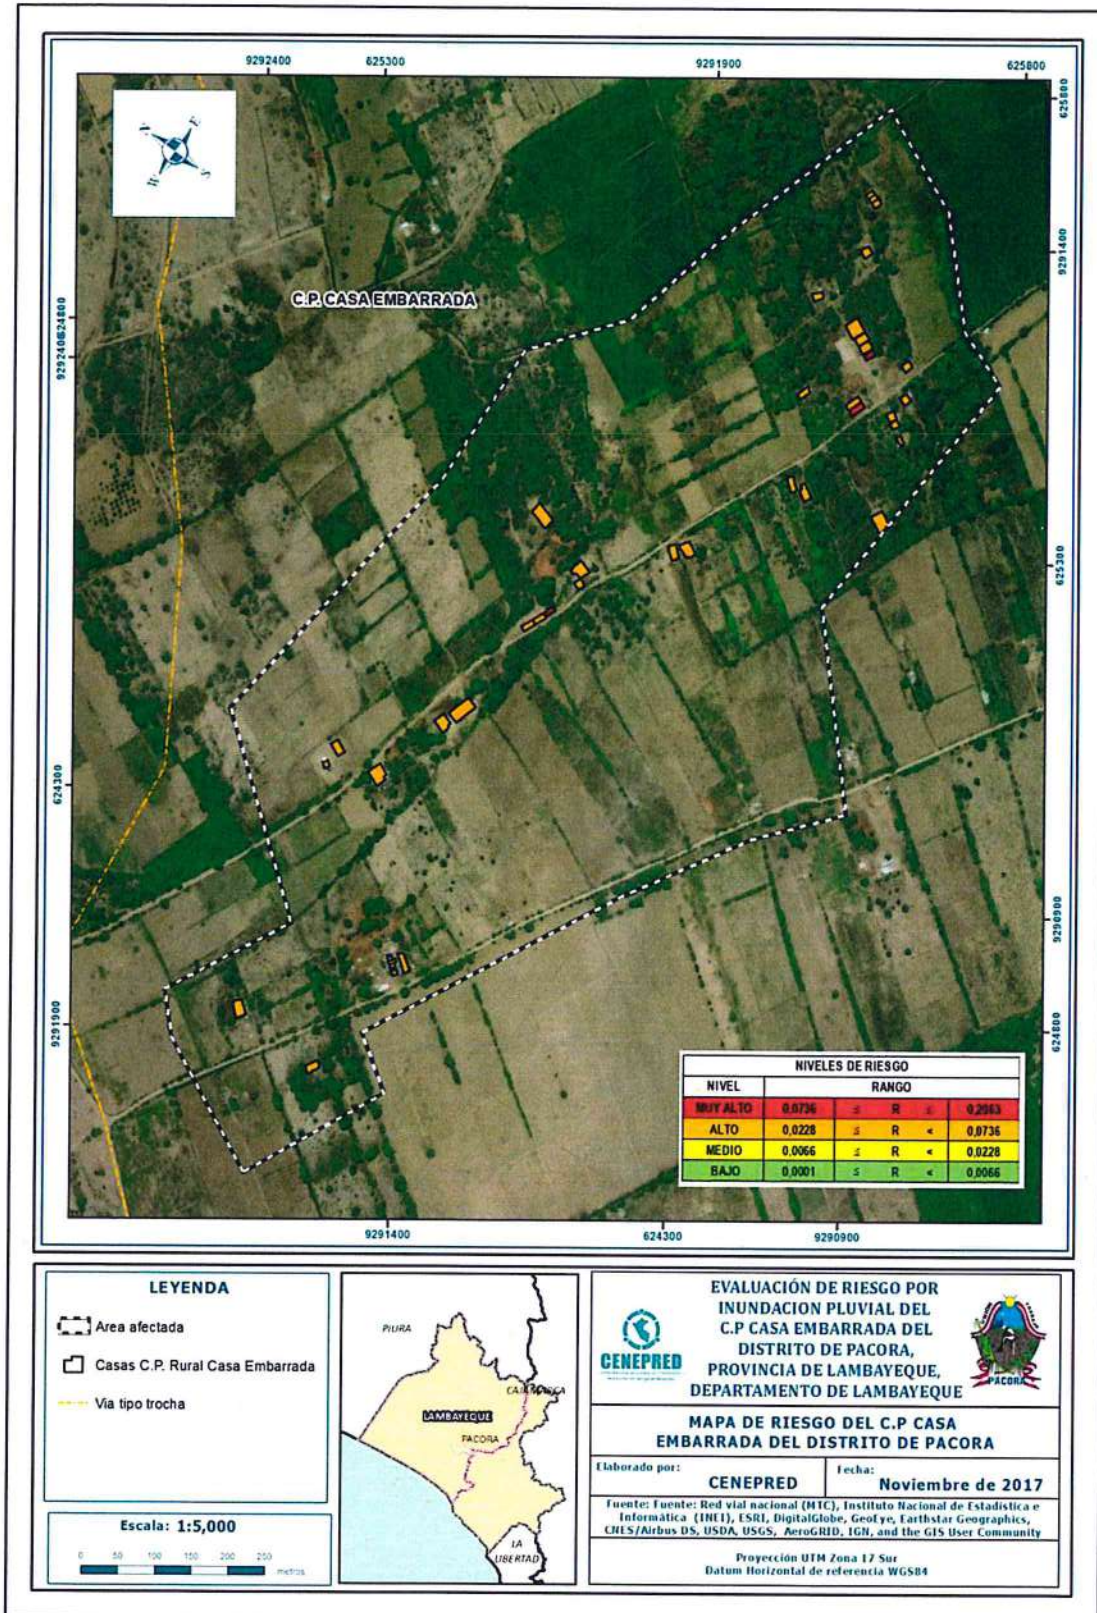 9292400
625300
9291900
625800
625800
N
E
W
S
9291400
C.P. CASA EMBARRADA
624800
9292400
625300
624300
9290900
9291900
624800
NIVELES DE RIESGO
NIVEL RANGO
MUY ALTO 0,0736 ≤ R ≤ 0,2063
ALTO 0,0228 ≤ R < 0,0736
MEDIO 0,0066 ≤ R < 0,0228
BAJO 0,0001 ≤ R < 0,0066
9291400
624300
9290900
LEYENDA
Area afectada
Casas C.P. Rural Casa Embarrada
Via tipo trocha
Escala: 1:5,000
0 50 100 150 200 250
metros
PIURA
CAJAMARCA
LAMBAYEQUE
PACORA
LA
LIBERTAD
CENEPRED
EVALUACIÓN DE RIESGO POR
INUNDACION PLUVIAL DEL
C.P CASA EMBARRADA DEL
DISTRITO DE PACORA,
PROVINCIA DE LAMBAYEQUE,
DEPARTAMENTO DE LAMBAYEQUE
PACORA
MAPA DE RIESGO DEL C.P CASA
EMBARRADA DEL DISTRITO DE PACORA
Elaborado por:
CENEPRED
Fecha:
Noviembre de 2017
Fuente: Fuente: Red vial nacional (MTC), Instituto Nacional de Estadistica e
Informática (INEI), ESRI, DigitalGlobe, GeoEye, Earthstar Geographics,
CNES/Airbus DS, USDA, USGS, AeroGRID, IGN, and the GIS User Community
Proyección UTM Zona 17 Sur
Datum Horizontal de referencia WGS84